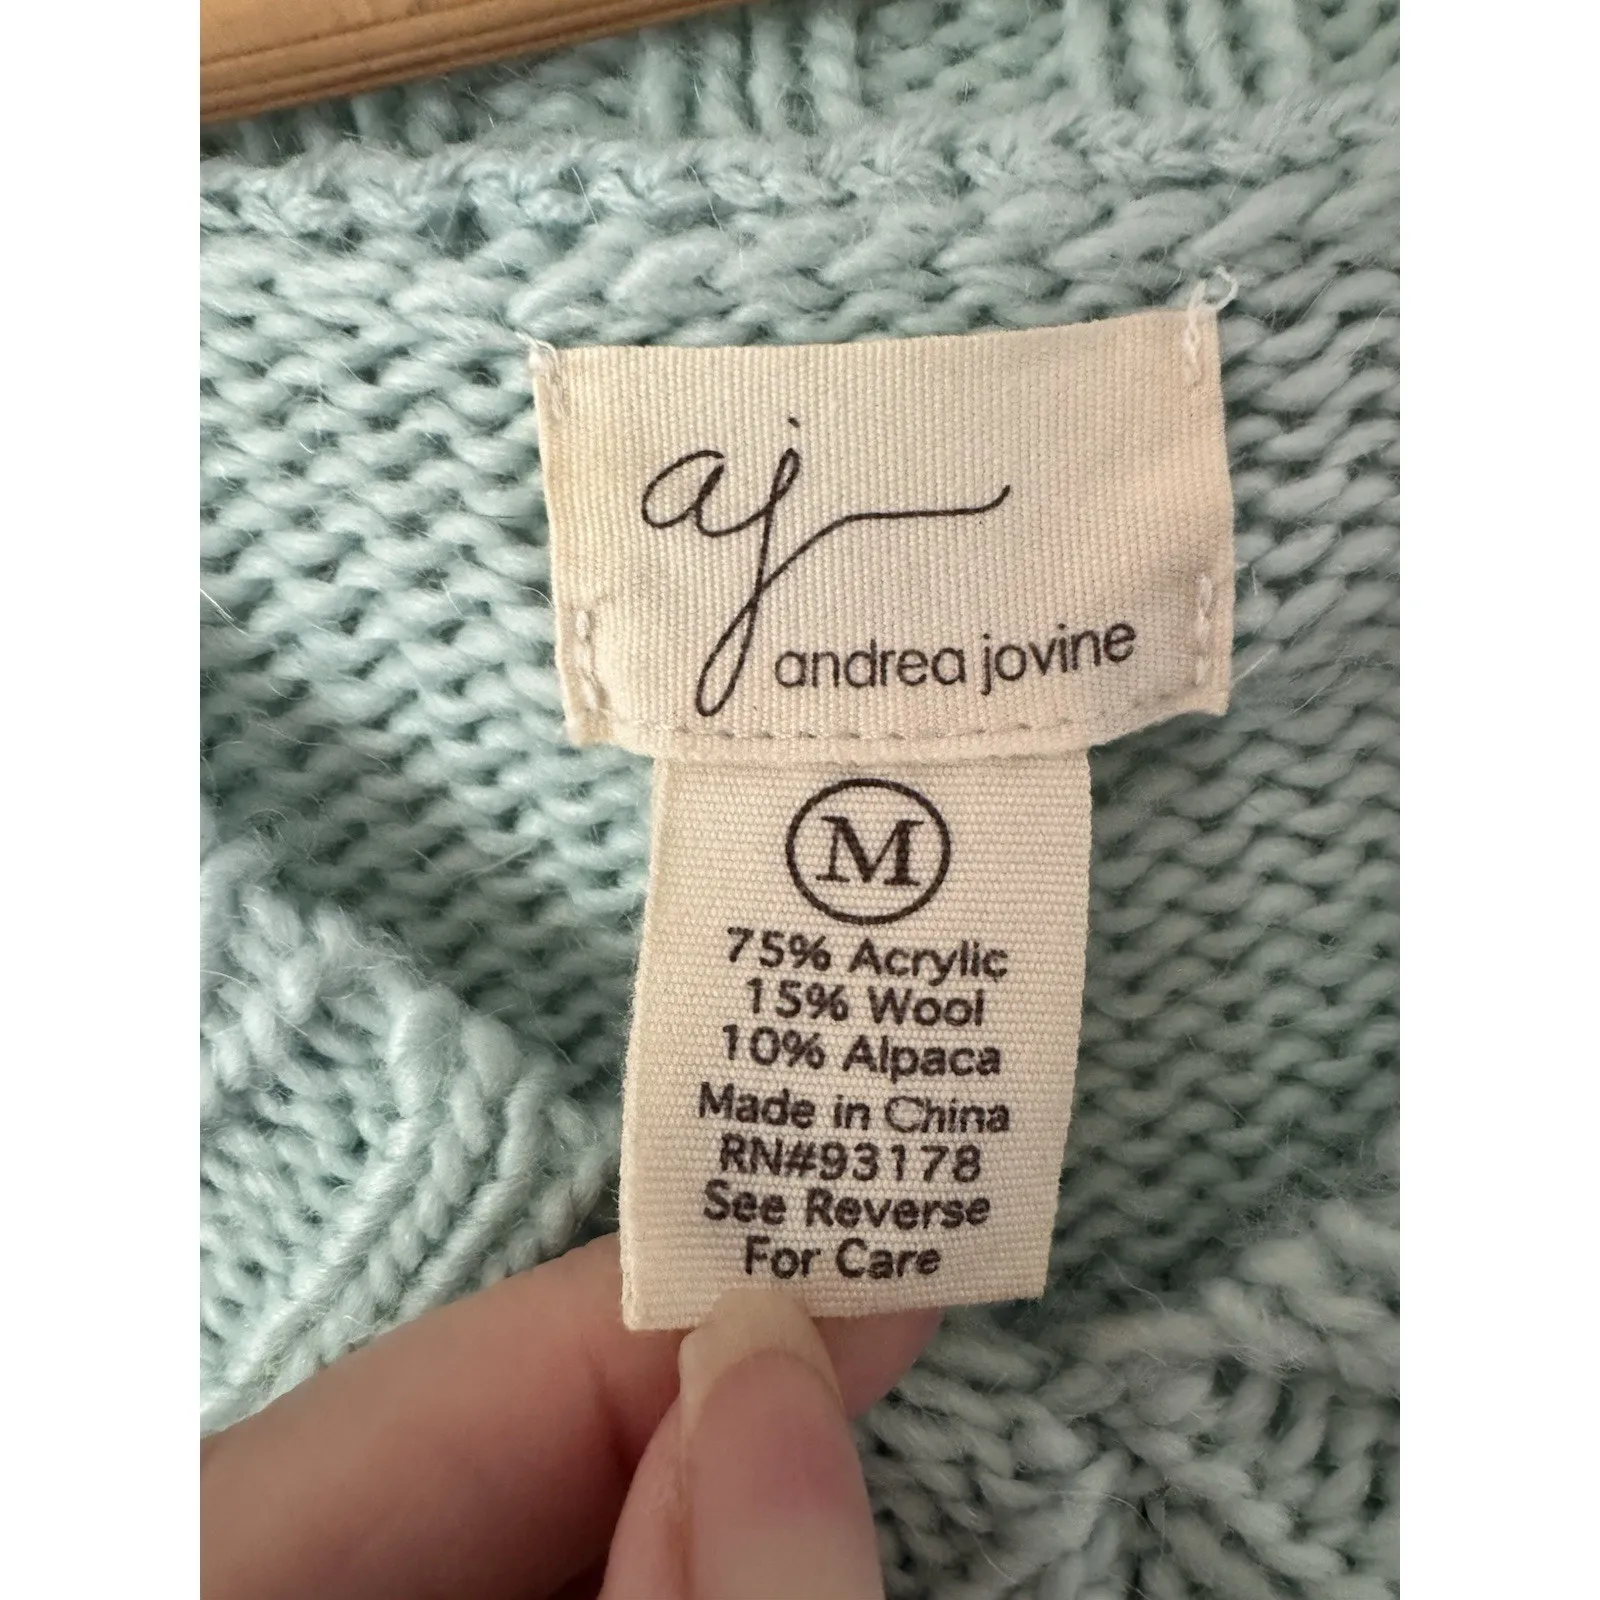 aj
andrea jovine
M
75% Acrylic
15% Wool
10% Alpaca
Made in China
RN#93178
See Reverse
For Care